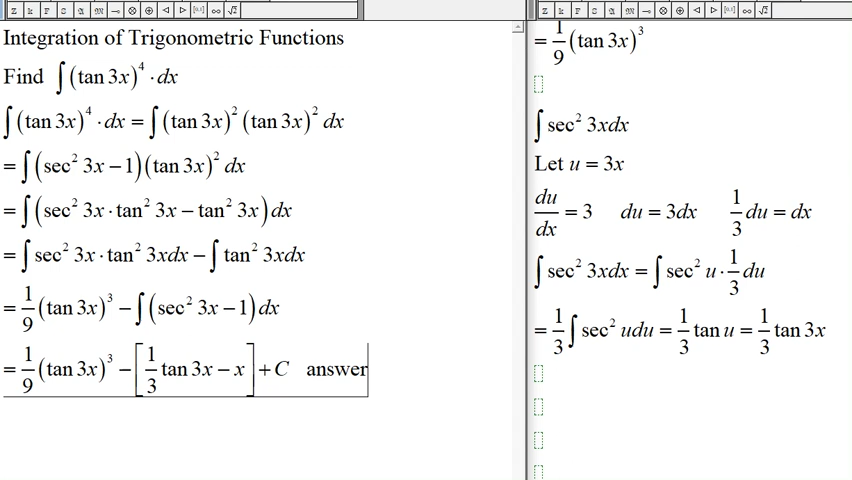 Integration of Trigonometric Functions
Find ∫(tan 3x)⁴ · dx
∫(tan 3x)⁴ · dx = ∫(tan 3x)² (tan 3x)² dx
= ∫(sec² 3x − 1)(tan 3x)² dx
= ∫(sec² 3x · tan² 3x − tan² 3x)dx
= ∫ sec² 3x · tan² 3xdx − ∫ tan² 3xdx
= 1/9 (tan 3x)³ − ∫(sec² 3x − 1)dx
= 1/9 (tan 3x)³ − [1/3 tan 3x − x] + C answer
= 1/9 (tan 3x)³
∫ sec² 3xdx
Let u = 3x
du/dx = 3 du = 3dx 1/3 du = dx
∫ sec² 3xdx = ∫ sec² u · 1/3 du
= 1/3 ∫ sec² udu = 1/3 tan u = 1/3 tan 3x